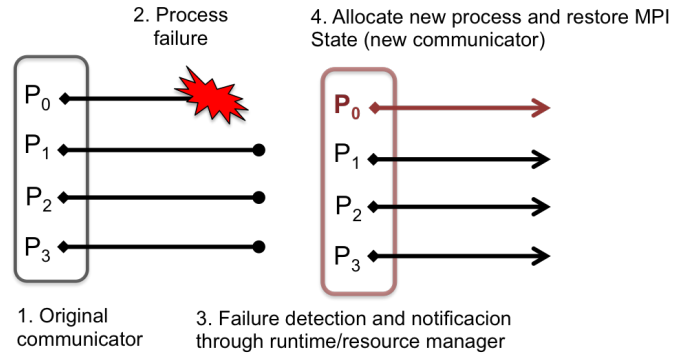 2. Process
failure
4. Allocate new process and restore MPI
State (new communicator)
P0
P1
P2
P3
P0
P1
P2
P3
1. Original
communicator
3. Failure detection and notificacion
through runtime/resource manager